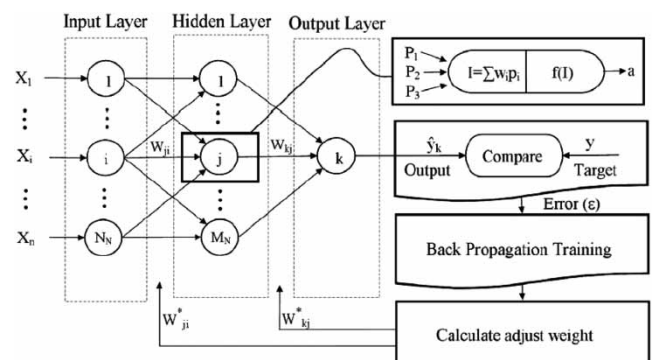 Input Layer
Hidden Layer
Output Layer
X1
Xi
Xn
1
i
NN
Wji
1
j
MN
Wkj
k
P1
P2
P3
I=∑wipi
f(I)
a
ŷk
Output
Compare
y
Target
Error (ε)
Back Propagation Training
Calculate adjust weight
W*ji
W*kj